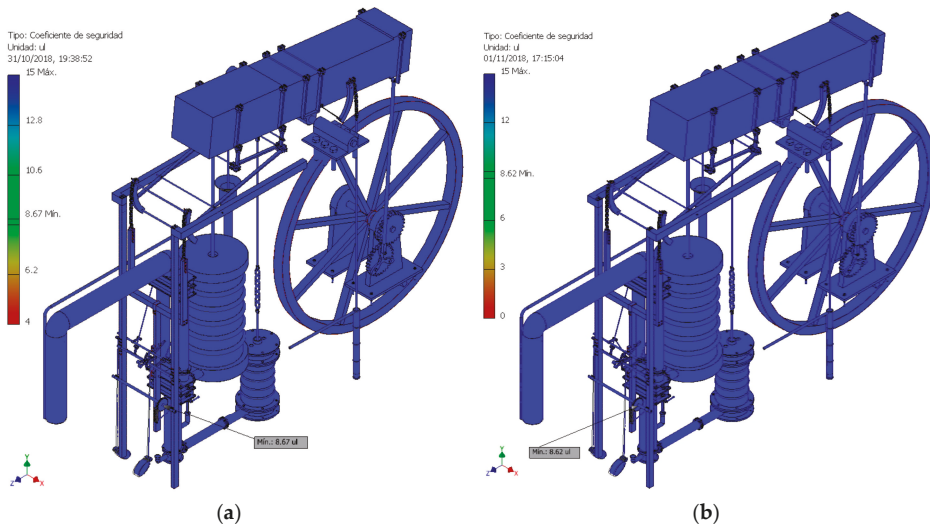 Tipo: Coeficiente de seguridad
Unidad: ul
31/10/2018, 19:38:52
15 Máx.
12.8
10.6
8.67 Mín.
6.2
4
Mín.: 8.67 ul
Y
Z
X
(a)
Tipo: Coeficiente de seguridad
Unidad: ul
01/11/2018, 17:15:04
15 Máx.
12
8.62 Mín.
6
3
0
Mín.: 8.62 ul
Y
Z
X
(b)